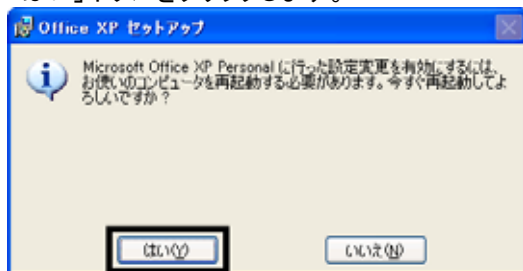 Office XP セットアップ
Microsoft Office XP Personal に行った設定変更を有効にするには、
お使いのコンピュータを再起動する必要があります。今すぐ再起動してよ
ろしいですか？
はい(Y)
いいえ(N)